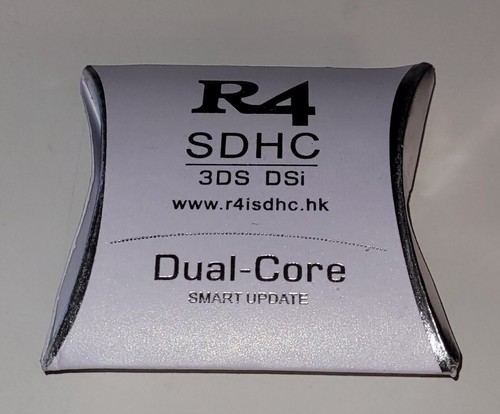 R4
SDHC
3DS DSi
www.r4isdhc.hk
Dual-Core
SMART UPDATE